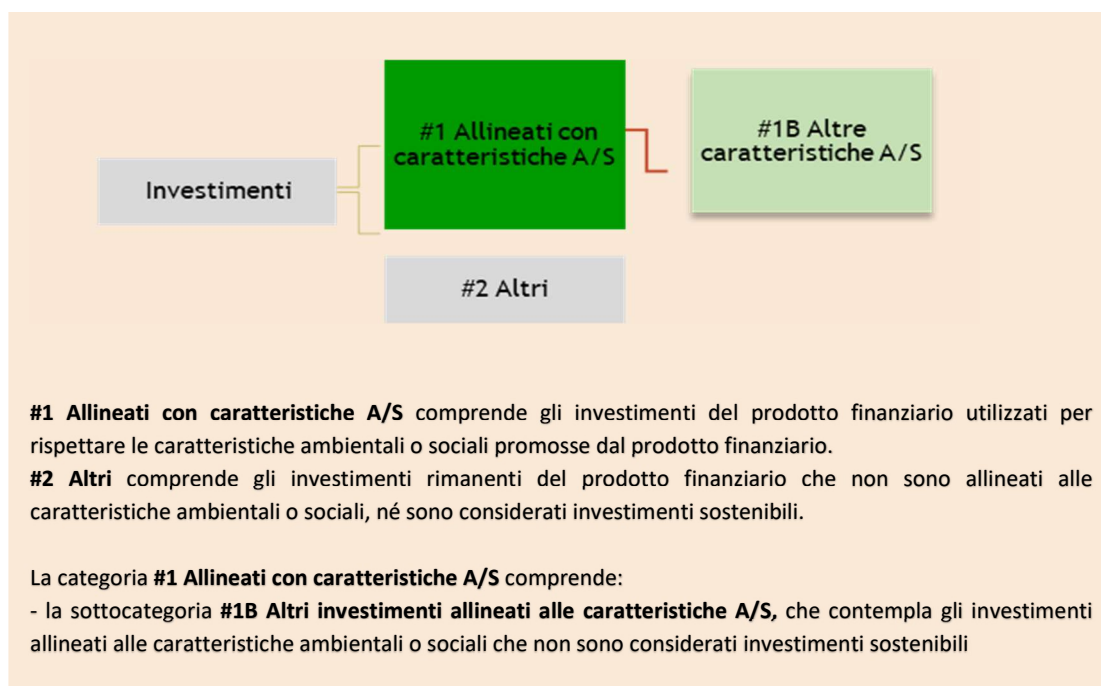 #1 Allineati con
caratteristiche A/S
#1B Altre
caratteristiche A/S
Investimenti
#2 Altri
#1 Allineati con caratteristiche A/S comprende gli investimenti del prodotto finanziario utilizzati per
rispettare le caratteristiche ambientali o sociali promosse dal prodotto finanziario.
#2 Altri comprende gli investimenti rimanenti del prodotto finanziario che non sono allineati alle
caratteristiche ambientali o sociali, né sono considerati investimenti sostenibili.
La categoria #1 Allineati con caratteristiche A/S comprende:
- la sottocategoria #1B Altri investimenti allineati alle caratteristiche A/S, che contempla gli investimenti
allineati alle caratteristiche ambientali o sociali che non sono considerati investimenti sostenibili